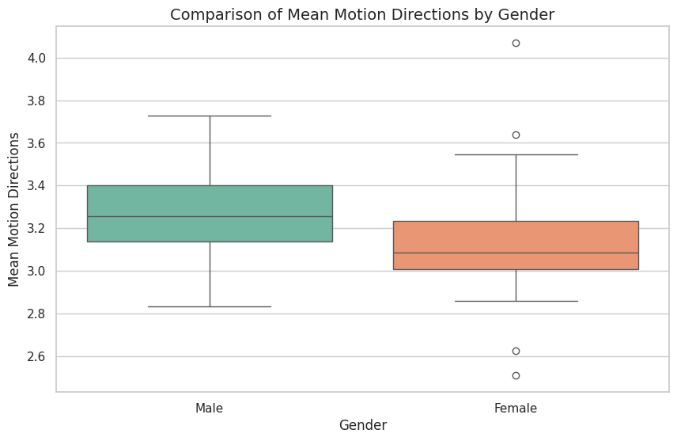 Comparison of Mean Motion Directions by Gender
Mean Motion Directions
4.0
3.8
3.6
3.4
3.2
3.0
2.8
2.6
Male
Female
Gender